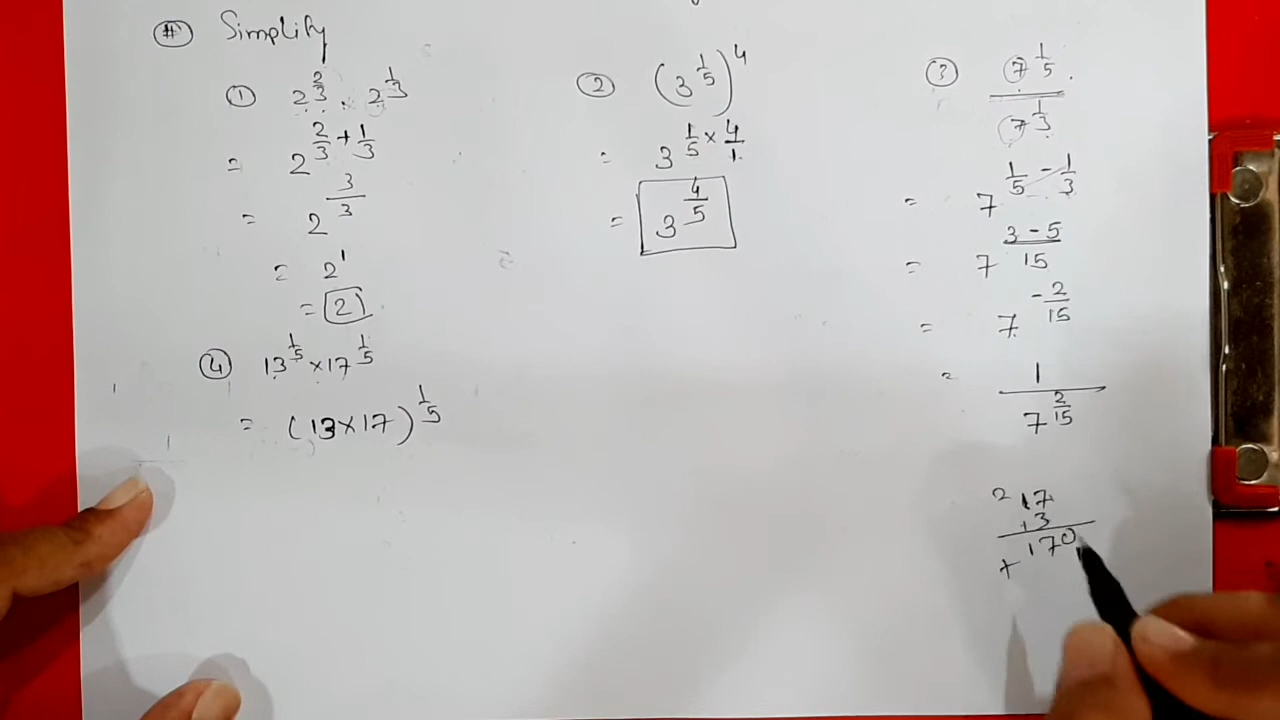 # Simplify
① 2^(2/3) . 2^(1/3)
= 2^(2/3 + 1/3)
= 2^(3/3)
= 2^1
= 2
② (3^(1/5))^4
= 3^(1/5 × 4/1)
= 3^(4/5)
③ 7^(1/5) / 7^(1/3)
= 7^(1/5 - 1/3)
= 7^((3 - 5)/15)
= 7^(-2/15)
= 1 / 7^(2/15)
④ 13^(1/5) × 17^(1/5)
= (13 × 17)^(1/5)
2 17
13
170
+